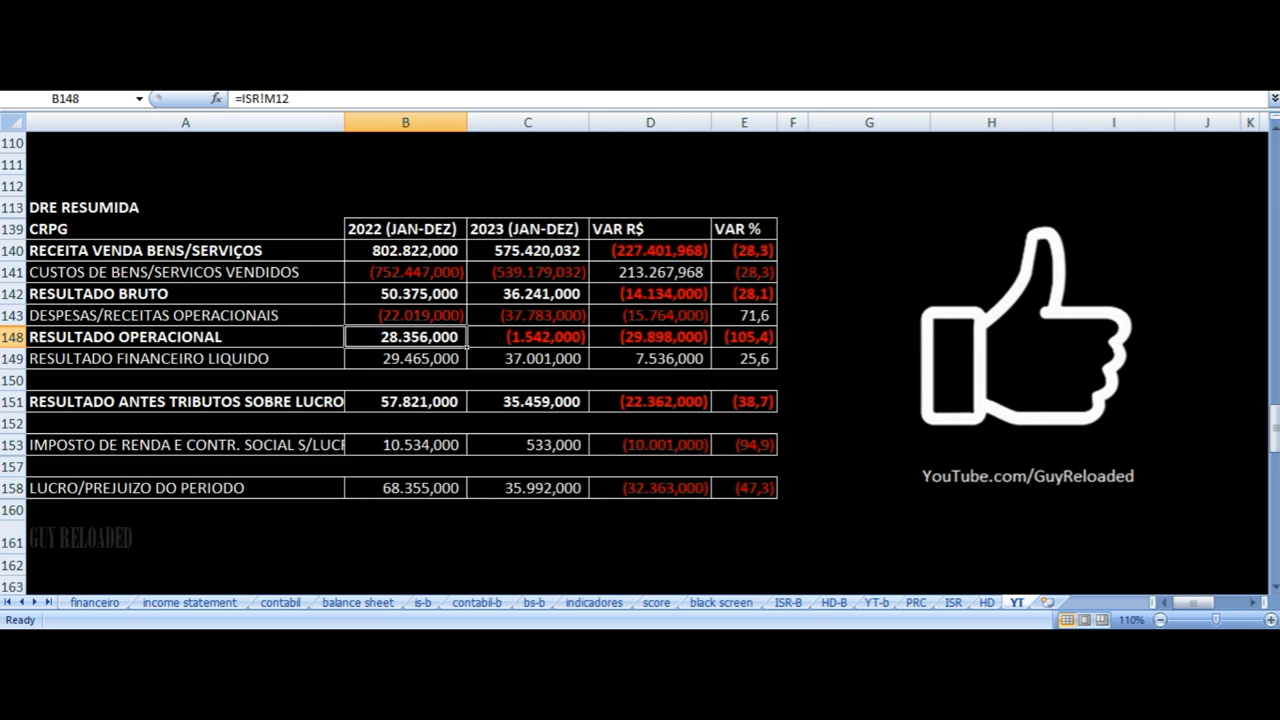 B148 fx =ISR!M12
A B C D E F G H I J K
110
111
112
113 DRE RESUMIDA
139 CRPG 2022 (JAN-DEZ) 2023 (JAN-DEZ) VAR R$ VAR %
140 RECEITA VENDA BENS/SERVIÇOS 802.822,000 575.420,032 (227.401,968) (28,3)
141 CUSTOS DE BENS/SERVICOS VENDIDOS (752.447,000) (539.179,032) 213.267,968 (28,3)
142 RESULTADO BRUTO 50.375,000 36.241,000 (14.134,000) (28,1)
143 DESPESAS/RECEITAS OPERACIONAIS (22.019,000) (37.783,000) (15.764,000) 71,6
148 RESULTADO OPERACIONAL 28.356,000 (1.542,000) (29.898,000) (105,4)
149 RESULTADO FINANCEIRO LIQUIDO 29.465,000 37.001,000 7.536,000 25,6
150
151 RESULTADO ANTES TRIBUTOS SOBRE LUCRO 57.821,000 35.459,000 (22.362,000) (38,7)
152
153 IMPOSTO DE RENDA E CONTR. SOCIAL S/LUCR 10.534,000 533,000 (10.001,000) (94,9)
157
158 LUCRO/PREJUIZO DO PERIODO 68.355,000 35.992,000 (32.363,000) (47,3)
160
161 GUY RELOADED
162
163
YouTube.com/GuyReloaded
financeiro income statement contabil balance sheet is-b contabil-b bs-b indicadores score black screen ISR-B HD-B YT-b PRC ISR HD YT
Ready 110%